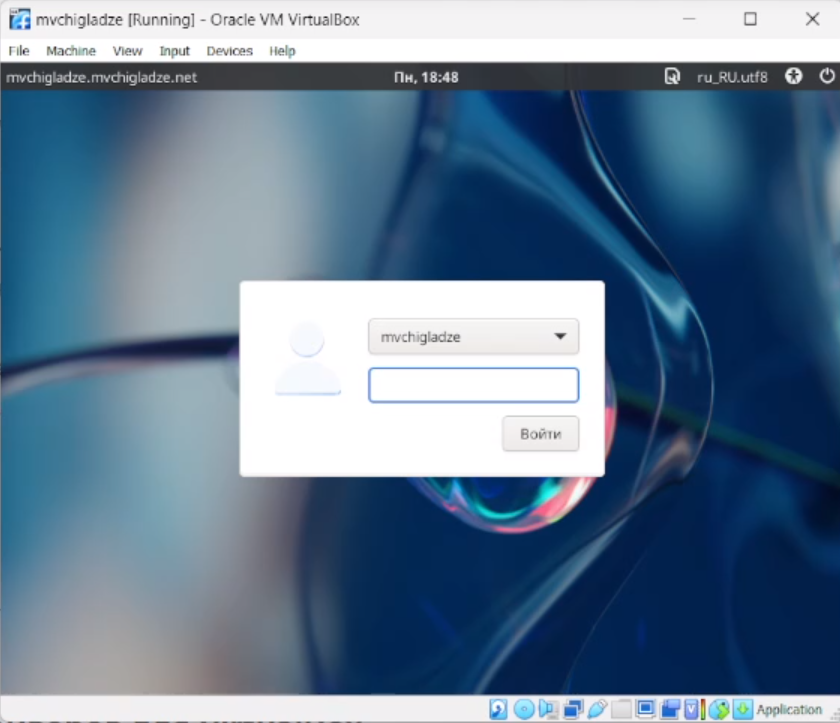 mvchigladze [Running] - Oracle VM VirtualBox
File Machine View Input Devices Help
mvchigladze.mvchigladze.net Пн, 18:48 ru_RU.utf8
mvchigladze
Войти
Application